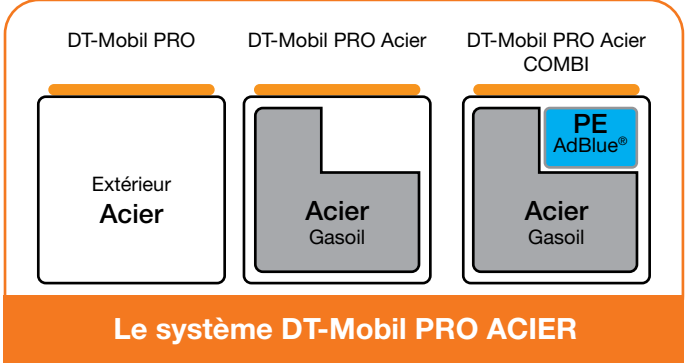 DT-Mobil PRO
DT-Mobil PRO Acier
DT-Mobil PRO Acier
COMBI
Extérieur
Acier
Acier
Gasoil
PE
AdBlue®
Acier
Gasoil
Le système DT-Mobil PRO ACIER